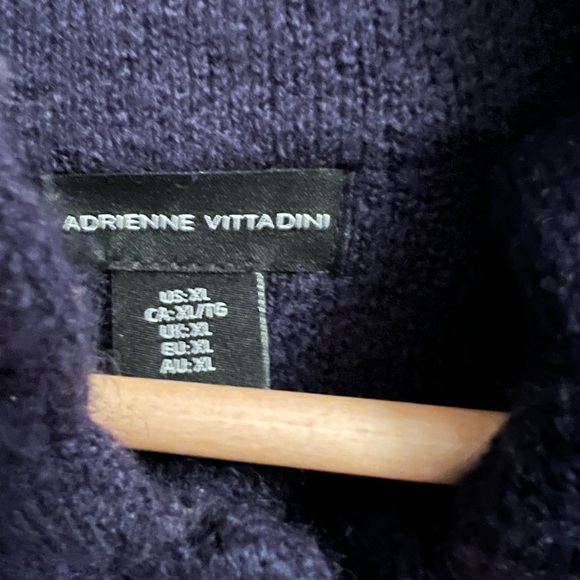 ADRIENNE VITTADINI
US:XL
CA:XL/TG
UK:XL
EU:XL
AU:XL